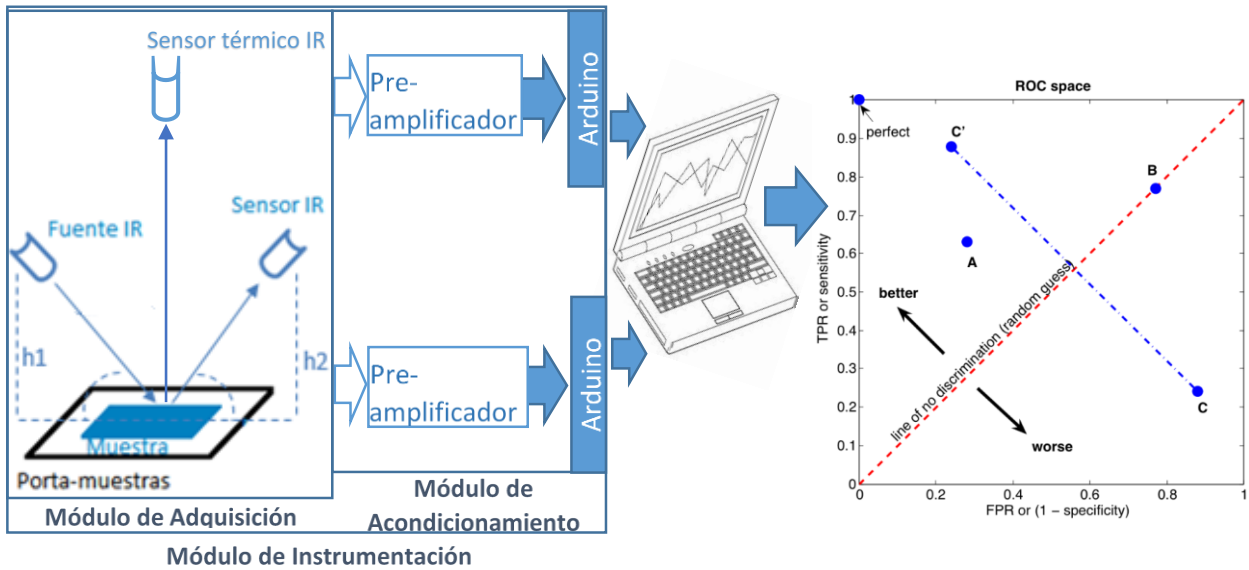 Sensor térmico IR
Fuente IR
Sensor IR
h1
h2
Muestra
Porta-muestras
Módulo de Adquisición
Pre-
amplificador
Arduino
Pre-
amplificador
Arduino
Módulo de
Acondicionamiento
Módulo de Instrumentación
ROC space
1
0.9
0.8
0.7
0.6
0.5
0.4
0.3
0.2
0.1
0
TPR or sensitivity
perfect
C'
B
A
better
line of no discrimination (random guess)
C
worse
0
0.2
0.4
0.6
0.8
1
FPR or (1 − specificity)